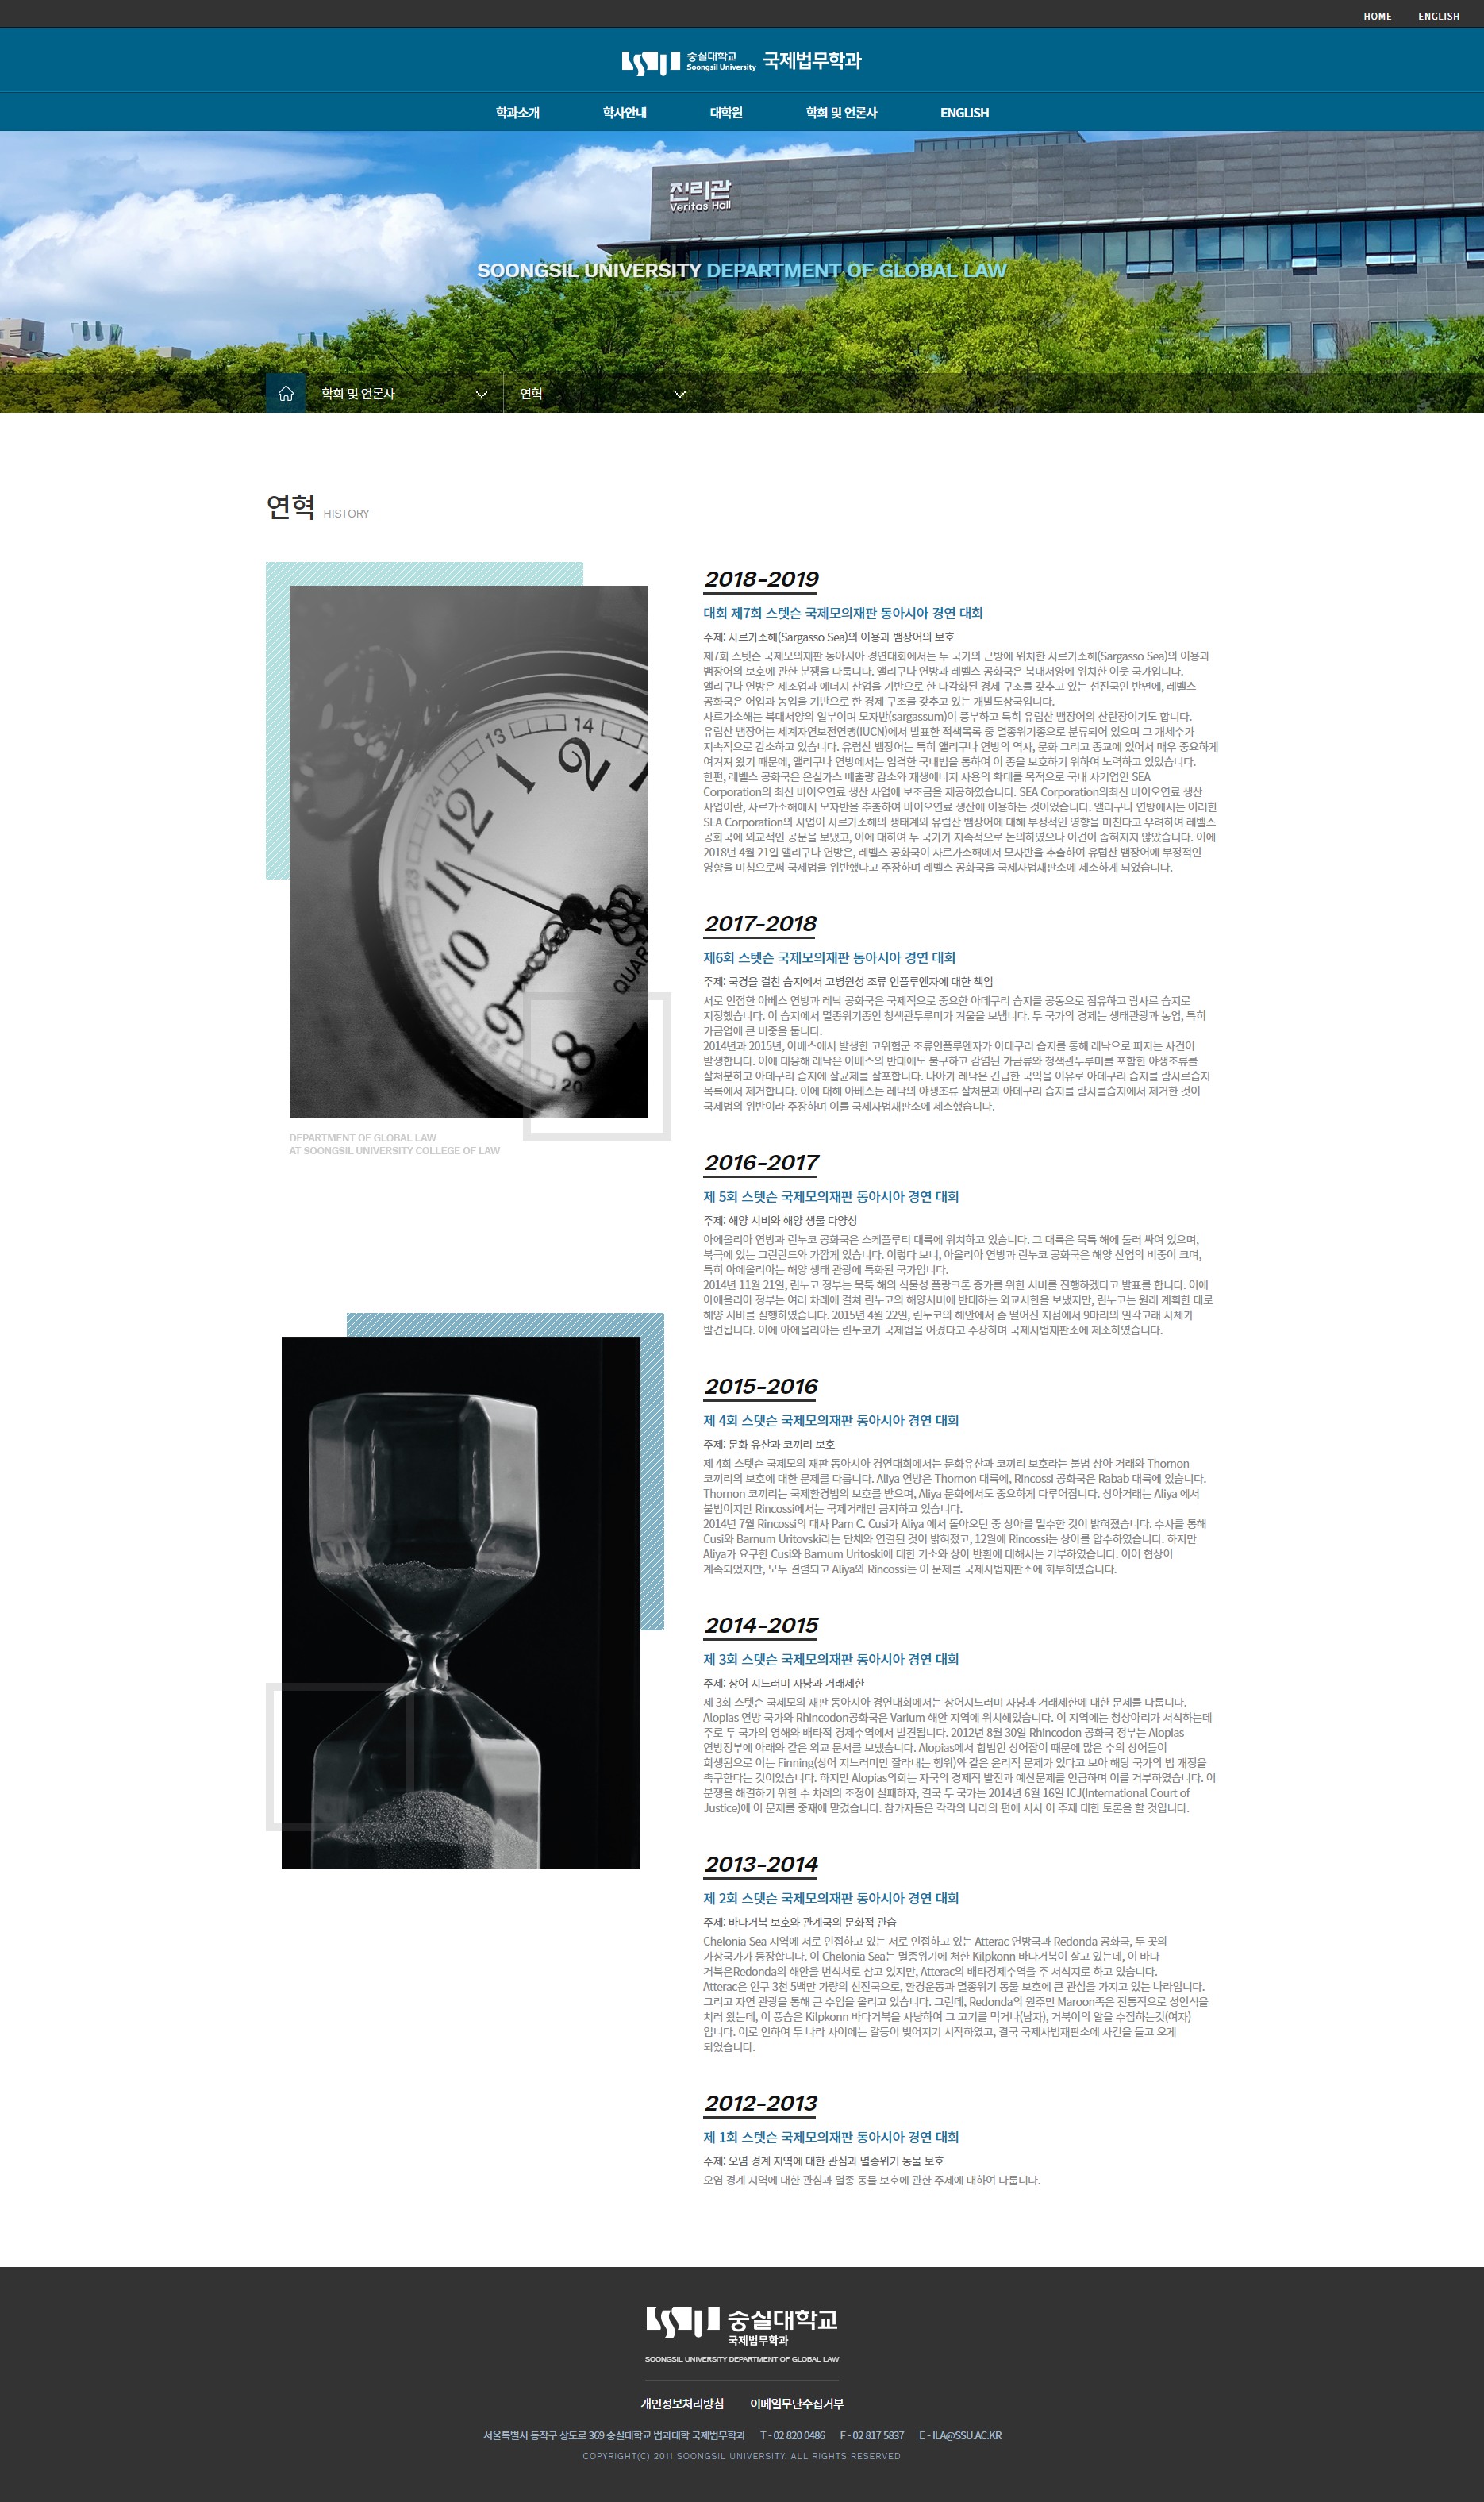 HOME ENGLISH
숭실대학교
Soongsil University
국제법무학과
학과소개 학사안내 대학원 학회 및 언론사 ENGLISH
진리관
Veritas Hall
SOONGSIL UNIVERSITY DEPARTMENT OF GLOBAL LAW
학회 및 언론사 연혁
연혁 HISTORY
13 14
1 2
24 12
23 11
10
9
8
20
QUAR
DEPARTMENT OF GLOBAL LAW
AT SOONGSIL UNIVERSITY COLLEGE OF LAW
2018-2019
대회 제7회 스텟슨 국제모의재판 동아시아 경연 대회
주제: 사르가소해(Sargasso Sea)의 이용과 뱀장어의 보호
제7회 스텟슨 국제모의재판 동아시아 경연대회에서는 두 국가의 근방에 위치한 사르가소해(Sargasso Sea)의 이용과
뱀장어의 보호에 관한 분쟁을 다룹니다. 앨리구나 연방과 레벨스 공화국은 북대서양에 위치한 이웃 국가입니다.
앨리구나 연방은 제조업과 에너지 산업을 기반으로 한 다각화된 경제 구조를 갖추고 있는 선진국인 반면에, 레벨스
공화국은 어업과 농업을 기반으로 한 경제 구조를 갖추고 있는 개발도상국입니다.
사르가소해는 북대서양의 일부이며 모자반(sargassum)이 풍부하고 특히 유럽산 뱀장어의 산란장이기도 합니다.
유럽산 뱀장어는 세계자연보전연맹(IUCN)에서 발표한 적색목록 중 멸종위기종으로 분류되어 있으며 그 개체수가
지속적으로 감소하고 있습니다. 유럽산 뱀장어는 특히 앨리구나 연방의 역사, 문화 그리고 종교에 있어서 매우 중요하게
여겨져 왔기 때문에, 앨리구나 연방에서는 엄격한 국내법을 통하여 이 종을 보호하기 위하여 노력하고 있었습니다.
한편, 레벨스 공화국은 온실가스 배출량 감소와 재생에너지 사용의 확대를 목적으로 국내 사기업인 SEA
Corporation의 최신 바이오연료 생산 사업에 보조금을 제공하였습니다. SEA Corporation의최신 바이오연료 생산
사업이란, 사르가소해에서 모자반을 추출하여 바이오연료 생산에 이용하는 것이었습니다. 앨리구나 연방에서는 이러한
SEA Corporation의 사업이 사르가소해의 생태계와 유럽산 뱀장어에 대해 부정적인 영향을 미친다고 우려하여 레벨스
공화국에 외교적인 공문을 보냈고, 이에 대하여 두 국가가 지속적으로 논의하였으나 이견이 좁혀지지 않았습니다. 이에
2018년 4월 21일 앨리구나 연방은, 레벨스 공화국이 사르가소해에서 모자반을 추출하여 유럽산 뱀장어에 부정적인
영향을 미침으로써 국제법을 위반했다고 주장하며 레벨스 공화국을 국제사법재판소에 제소하게 되었습니다.
2017-2018
제6회 스텟슨 국제모의재판 동아시아 경연 대회
주제: 국경을 걸친 습지에서 고병원성 조류 인플루엔자에 대한 책임
서로 인접한 아베스 연방과 레낙 공화국은 국제적으로 중요한 아데구리 습지를 공동으로 점유하고 람사르 습지로
지정했습니다. 이 습지에서 멸종위기종인 청색관두루미가 겨울을 보냅니다. 두 국가의 경제는 생태관광과 농업, 특히
가금업에 큰 비중을 둡니다.
2014년과 2015년, 아베스에서 발생한 고위험군 조류인플루엔자가 아데구리 습지를 통해 레낙으로 퍼지는 사건이
발생합니다. 이에 대응해 레낙은 아베스의 반대에도 불구하고 감염된 가금류와 청색관두루미를 포함한 야생조류를
살처분하고 아데구리 습지에 살균제를 살포합니다. 나아가 레낙은 긴급한 국익을 이유로 아데구리 습지를 람사르습지
목록에서 제거합니다. 이에 대해 아베스는 레낙의 야생조류 살처분과 아데구리 습지를 람사를습지에서 제거한 것이
국제법의 위반이라 주장하며 이를 국제사법재판소에 제소했습니다.
2016-2017
제 5회 스텟슨 국제모의재판 동아시아 경연 대회
주제: 해양 시비와 해양 생물 다양성
아에올리아 연방과 린누코 공화국은 스케플루티 대륙에 위치하고 있습니다. 그 대륙은 묵툭 해에 둘러 싸여 있으며,
북극에 있는 그린란드와 가깝게 있습니다. 이렇다 보니, 아올리아 연방과 린누코 공화국은 해양 산업의 비중이 크며,
특히 아에올리아는 해양 생태 관광에 특화된 국가입니다.
2014년 11월 21일, 린누코 정부는 묵툭 해의 식물성 플랑크톤 증가를 위한 시비를 진행하겠다고 발표를 합니다. 이에
아에올리아 정부는 여러 차례에 걸쳐 린누코의 해양시비에 반대하는 외교서한을 보냈지만, 린누코는 원래 계획한 대로
해양 시비를 실행하였습니다. 2015년 4월 22일, 린누코의 해안에서 좀 떨어진 지점에서 9마리의 일각고래 사체가
발견됩니다. 이에 아에올리아는 린누코가 국제법을 어겼다고 주장하며 국제사법재판소에 제소하였습니다.
2015-2016
제 4회 스텟슨 국제모의재판 동아시아 경연 대회
주제: 문화 유산과 코끼리 보호
제 4회 스텟슨 국제모의 재판 동아시아 경연대회에서는 문화유산과 코끼리 보호라는 불법 상아 거래와 Thornon
코끼리의 보호에 대한 문제를 다룹니다. Aliya 연방은 Thornon 대륙에, Rincossi 공화국은 Rabab 대륙에 있습니다.
Thornon 코끼리는 국제환경법의 보호를 받으며, Aliya 문화에서도 중요하게 다루어집니다. 상아거래는 Aliya 에서
불법이지만 Rincossi에서는 국제거래만 금지하고 있습니다.
2014년 7월 Rincossi의 대사 Pam C. Cusi가 Aliya 에서 돌아오던 중 상아를 밀수한 것이 밝혀졌습니다. 수사를 통해
Cusi와 Barnum Uritovski라는 단체와 연결된 것이 밝혀졌고, 12월에 Rincossi는 상아를 압수하였습니다. 하지만
Aliya가 요구한 Cusi와 Barnum Uritoski에 대한 기소와 상아 반환에 대해서는 거부하였습니다. 이어 협상이
계속되었지만, 모두 결렬되고 Aliya와 Rincossi는 이 문제를 국제사법재판소에 회부하였습니다.
2014-2015
제 3회 스텟슨 국제모의재판 동아시아 경연 대회
주제: 상어 지느러미 사냥과 거래제한
제 3회 스텟슨 국제모의 재판 동아시아 경연대회에서는 상어지느러미 사냥과 거래제한에 대한 문제를 다룹니다.
Alopias 연방 국가와 Rhincodon공화국은 Varium 해안 지역에 위치해있습니다. 이 지역에는 청상아리가 서식하는데
주로 두 국가의 영해와 배타적 경제수역에서 발견됩니다. 2012년 8월 30일 Rhincodon 공화국 정부는 Alopias
연방정부에 아래와 같은 외교 문서를 보냈습니다. Alopias에서 합법인 상어잡이 때문에 많은 수의 상어들이
희생됨으로 이는 Finning(상어 지느러미만 잘라내는 행위)와 같은 윤리적 문제가 있다고 보아 해당 국가의 법 개정을
촉구한다는 것이었습니다. 하지만 Alopias의회는 자국의 경제적 발전과 예산문제를 언급하며 이를 거부하였습니다. 이
분쟁을 해결하기 위한 수 차례의 조정이 실패하자, 결국 두 국가는 2014년 6월 16일 ICJ(International Court of
Justice)에 이 문제를 중재에 맡겼습니다. 참가자들은 각각의 나라의 편에 서서 이 주제 대한 토론을 할 것입니다.
2013-2014
제 2회 스텟슨 국제모의재판 동아시아 경연 대회
주제: 바다거북 보호와 관계국의 문화적 관습
Chelonia Sea 지역에 서로 인접하고 있는 서로 인접하고 있는 Atterac 연방국과 Redonda 공화국, 두 곳의
가상국가가 등장합니다. 이 Chelonia Sea는 멸종위기에 처한 Kilpkonn 바다거북이 살고 있는데, 이 바다
거북은Redonda의 해안을 번식처로 삼고 있지만, Atterac의 배타경제수역을 주 서식지로 하고 있습니다.
Atterac은 인구 3천 5백만 가량의 선진국으로, 환경운동과 멸종위기 동물 보호에 큰 관심을 가지고 있는 나라입니다.
그리고 자연 관광을 통해 큰 수입을 올리고 있습니다. 그런데, Redonda의 원주민 Maroon족은 전통적으로 성인식을
치러 왔는데, 이 풍습은 Kilpkonn 바다거북을 사냥하여 그 고기를 먹거나(남자), 거북이의 알을 수집하는것(여자)
입니다. 이로 인하여 두 나라 사이에는 갈등이 빚어지기 시작하였고, 결국 국제사법재판소에 사건을 들고 오게
되었습니다.
2012-2013
제 1회 스텟슨 국제모의재판 동아시아 경연 대회
주제: 오염 경계 지역에 대한 관심과 멸종위기 동물 보호
오염 경계 지역에 대한 관심과 멸종 동물 보호에 관한 주제에 대하여 다룹니다.
숭실대학교
국제법무학과
SOONGSIL UNIVERSITY DEPARTMENT OF GLOBAL LAW
개인정보처리방침 이메일무단수집거부
서울특별시 동작구 상도로 369 숭실대학교 법과대학 국제법무학과 T - 02 820 0486 F - 02 817 5837 E - ILA@SSU.AC.KR
COPYRIGHT(C) 2011 SOONGSIL UNIVERSITY. ALL RIGHTS RESERVED